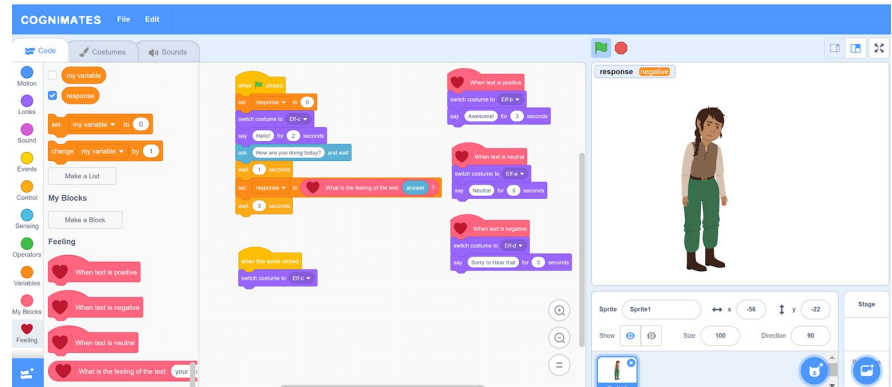 COGNIMATES File Edit
Code Costumes Sounds
Motion
Looks
Sound
Events
Control
Sensing
Operators
Variables
My Blocks
Feeling
my variable
response
set my variable to 0
change my variable by 1
Make a List
My Blocks
Make a Block
Feeling
When text is positive
When text is negative
When text is neutral
What is the feeling of the text: your
when clicked
set response to 0
switch costume to Elf-c
say Hello! for 2 seconds
ask How are you doing today? and wait
wait 1 seconds
set response to What is the feeling of the text: answer ?
wait 3 seconds
when this sprite clicked
switch costume to Elf-c
When text is positive
switch costume to Elf-b
say Awesome! for 3 seconds
When text is neutral
switch costume to Elf-a
say Neutral for 3 seconds
When text is negative
switch costume to Elf-d
say Sorry to Hear that for 3 seconds
response negative
Sprite Sprite1 x -56 y -22
Show Size 100 Direction 90
Stage